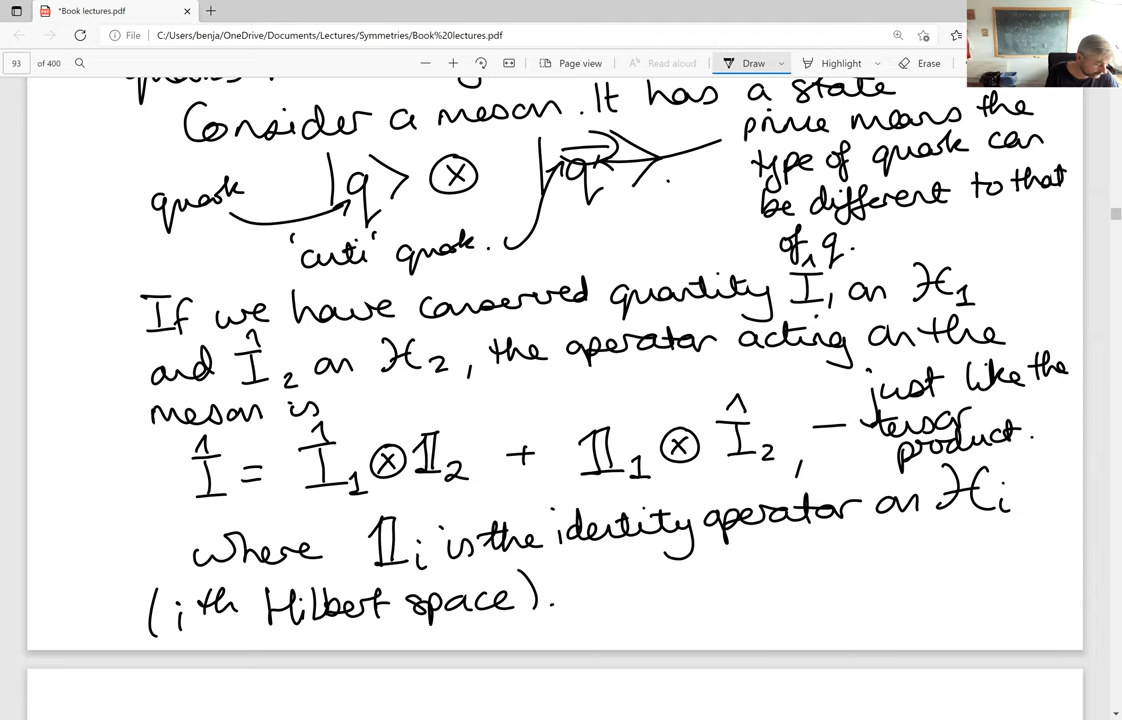 *Book lectures.pdf
File
C:/Users/benja/OneDrive/Documents/Lectures/Symmetries/Book%20lectures.pdf
93 of 400
Page view
Read aloud
Draw
Highlight
Erase
Consider a meson. It has a state
quark |q> ⊗ |q̄'>
'anti' quark.
prime means the
type of quark can
be different to that
of q.
If we have conserved quantity Î₁ on ℋ₁
and Î₂ on ℋ₂, the operator acting on the
meson is
Î = Î₁ ⊗ 𝟙₂ + 𝟙₁ ⊗ Î₂,
– just like the
tensor
product.
where 𝟙ᵢ is the identity operator on ℋᵢ
(ith Hilbert space).